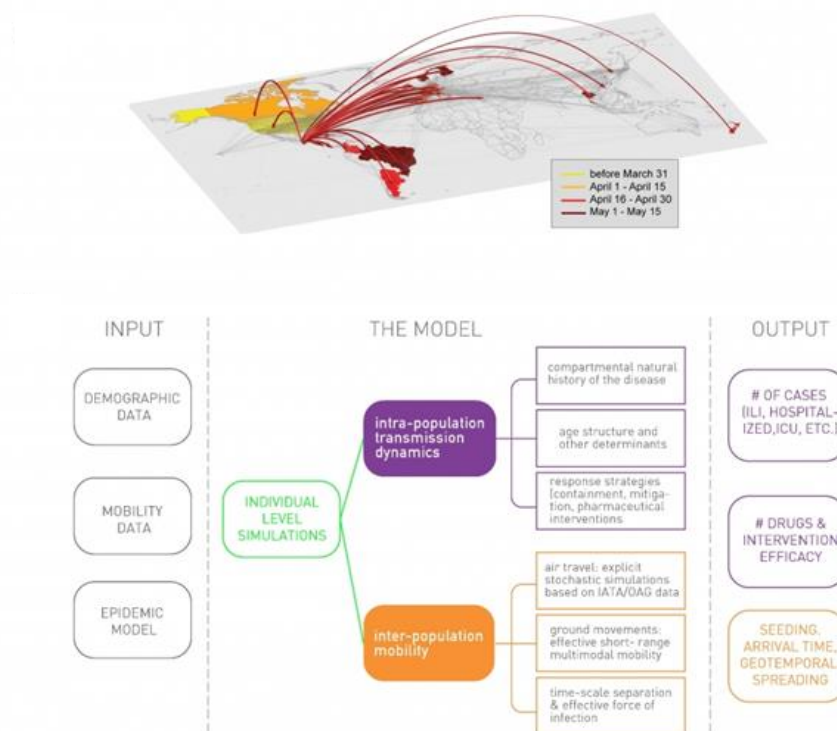 before March 31
April 1 - April 15
April 16 - April 30
May 1 - May 15
INPUT
DEMOGRAPHIC
DATA
MOBILITY
DATA
EPIDEMIC
MODEL
THE MODEL
INDIVIDUAL
LEVEL
SIMULATIONS
intra-population
transmission
dynamics
compartmental natural
history of the disease
age structure and
other determinants
response strategies
(containment, mitiga-
tion, pharmaceutical
interventions
inter-population
mobility
air travel: explicit
stochastic simulations
based on IATA/OAG data
ground movements:
effective short- range
multimodal mobility
time-scale separation
& effective force of
infection
OUTPUT
# OF CASES
(ILI, HOSPITAL-
IZED,ICU, ETC.)
# DRUGS &
INTERVENTION
EFFICACY
SEEDING,
ARRIVAL TIME,
GEOTEMPORAL
SPREADING